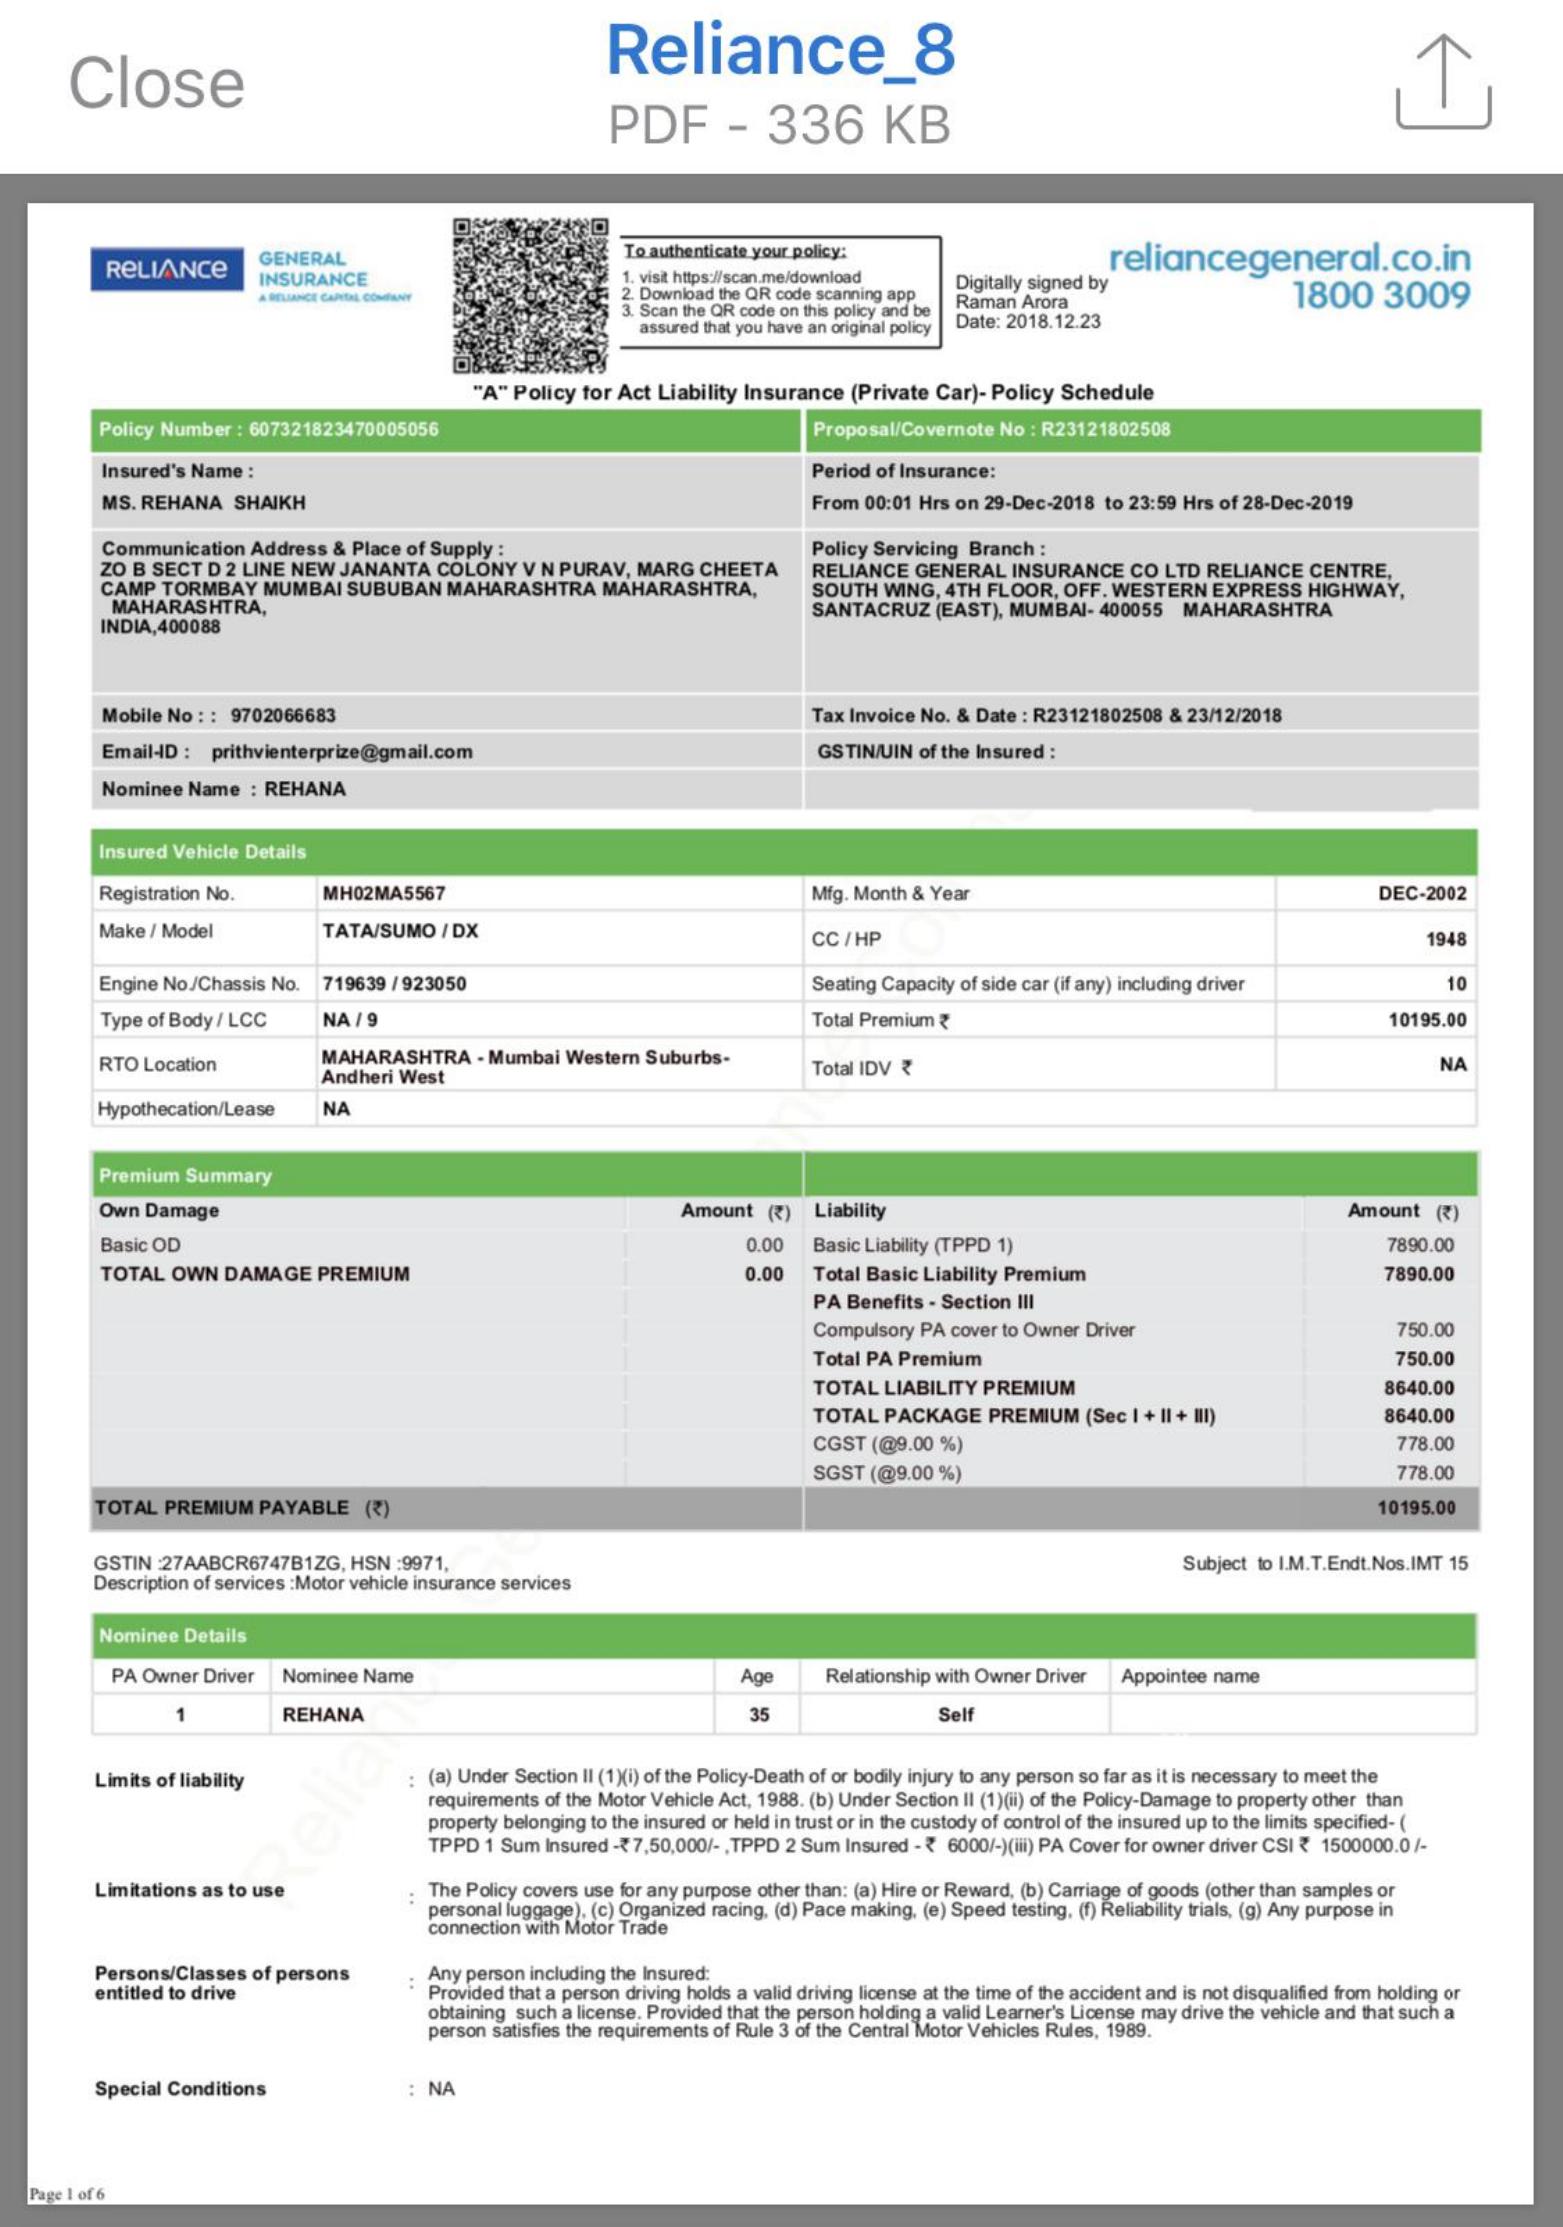 Close
Reliance_8
PDF - 336 KB
RELIANCE
GENERAL
INSURANCE
A RELIANCE CAPITAL COMPANY
To authenticate your policy:
1. visit https://scan.me/download
2. Download the QR code scanning app
3. Scan the QR code on this policy and be
assured that you have an original policy
Digitally signed by
Raman Arora
Date: 2018.12.23
reliancegeneral.co.in
1800 3009
"A" Policy for Act Liability Insurance (Private Car)- Policy Schedule
Policy Number : 607321823470005056 Proposal/Covernote No : R23121802508
Insured's Name :
MS. REHANA SHAIKH
Period of Insurance:
From 00:01 Hrs on 29-Dec-2018 to 23:59 Hrs of 28-Dec-2019
Communication Address & Place of Supply :
ZO B SECT D 2 LINE NEW JANANTA COLONY V N PURAV, MARG CHEETA
CAMP TORMBAY MUMBAI SUBUBAN MAHARASHTRA MAHARASHTRA,
MAHARASHTRA,
INDIA,400088
Policy Servicing Branch :
RELIANCE GENERAL INSURANCE CO LTD RELIANCE CENTRE,
SOUTH WING, 4TH FLOOR, OFF. WESTERN EXPRESS HIGHWAY,
SANTACRUZ (EAST), MUMBAI- 400055 MAHARASHTRA
Mobile No : : 9702066683 Tax Invoice No. & Date : R23121802508 & 23/12/2018
Email-ID : prithvienterprize@gmail.com GSTIN/UIN of the Insured :
Nominee Name : REHANA
Insured Vehicle Details
Registration No. MH02MA5567 Mfg. Month & Year DEC-2002
Make / Model TATA/SUMO / DX CC / HP 1948
Engine No./Chassis No. 719639 / 923050 Seating Capacity of side car (if any) including driver 10
Type of Body / LCC NA / 9 Total Premium ₹ 10195.00
RTO Location MAHARASHTRA - Mumbai Western Suburbs-
Andheri West
Total IDV ₹ NA
Hypothecation/Lease NA
Premium Summary
Own Damage Amount (₹) Liability Amount (₹)
Basic OD 0.00 Basic Liability (TPPD 1) 7890.00
TOTAL OWN DAMAGE PREMIUM 0.00 Total Basic Liability Premium 7890.00
PA Benefits - Section III
Compulsory PA cover to Owner Driver 750.00
Total PA Premium 750.00
TOTAL LIABILITY PREMIUM 8640.00
TOTAL PACKAGE PREMIUM (Sec I + II + III) 8640.00
CGST (@9.00 %) 778.00
SGST (@9.00 %) 778.00
TOTAL PREMIUM PAYABLE (₹) 10195.00
GSTIN :27AABCR6747B1ZG, HSN :9971, Subject to I.M.T.Endt.Nos.IMT 15
Description of services :Motor vehicle insurance services
Nominee Details
PA Owner Driver Nominee Name Age Relationship with Owner Driver Appointee name
1 REHANA 35 Self
Limits of liability : (a) Under Section II (1)(i) of the Policy-Death of or bodily injury to any person so far as it is necessary to meet the
requirements of the Motor Vehicle Act, 1988. (b) Under Section II (1)(ii) of the Policy-Damage to property other than
property belonging to the insured or held in trust or in the custody of control of the insured up to the limits specified- (
TPPD 1 Sum Insured -₹ 7,50,000/- ,TPPD 2 Sum Insured - ₹ 6000/-)(iii) PA Cover for owner driver CSI ₹ 1500000.0 /-
Limitations as to use : The Policy covers use for any purpose other than: (a) Hire or Reward, (b) Carriage of goods (other than samples or
personal luggage), (c) Organized racing, (d) Pace making, (e) Speed testing, (f) Reliability trials, (g) Any purpose in
connection with Motor Trade
Persons/Classes of persons
entitled to drive
: Any person including the Insured:
Provided that a person driving holds a valid driving license at the time of the accident and is not disqualified from holding or
obtaining such a license. Provided that the person holding a valid Learner's License may drive the vehicle and that such a
person satisfies the requirements of Rule 3 of the Central Motor Vehicles Rules, 1989.
Special Conditions : NA
Page 1 of 6